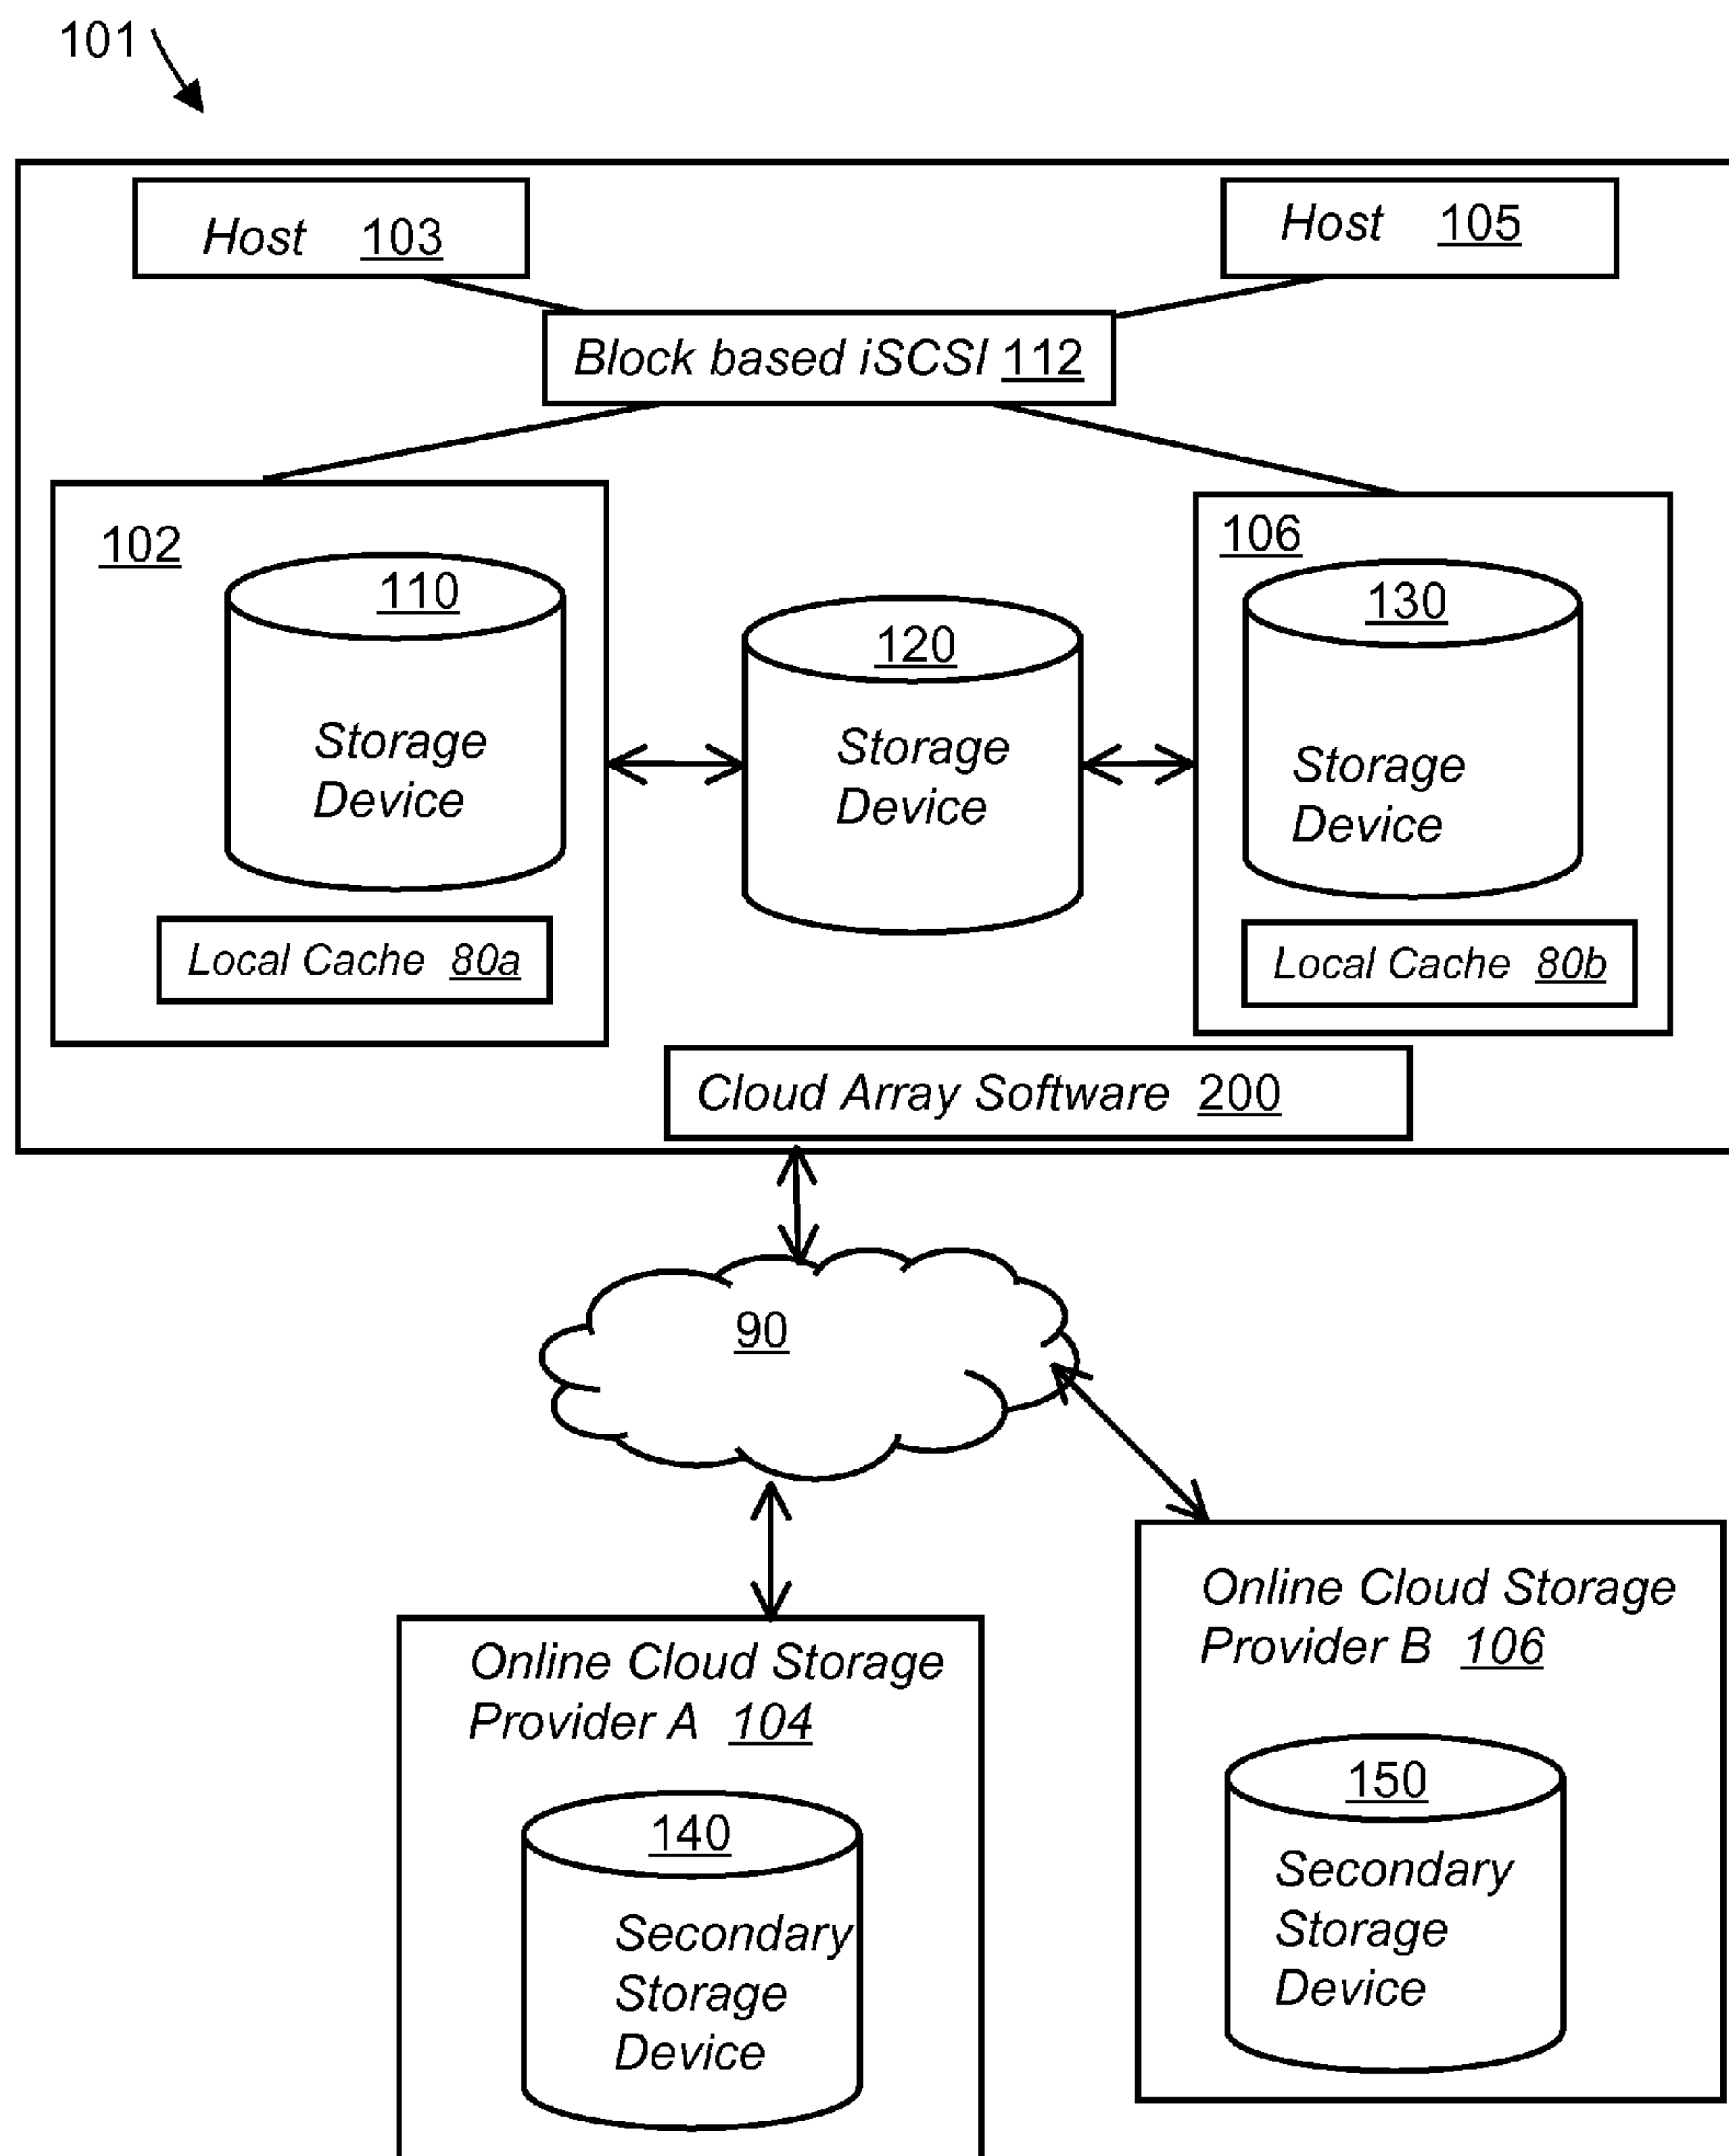 101
Host 103
Host 105
Block based iSCSI 112
102
110
Storage
Device
Local Cache 80a
120
Storage
Device
106
130
Storage
Device
Local Cache 80b
Cloud Array Software 200
90
Online Cloud Storage
Provider A 104
140
Secondary
Storage
Device
Online Cloud Storage
Provider B 106
150
Secondary
Storage
Device